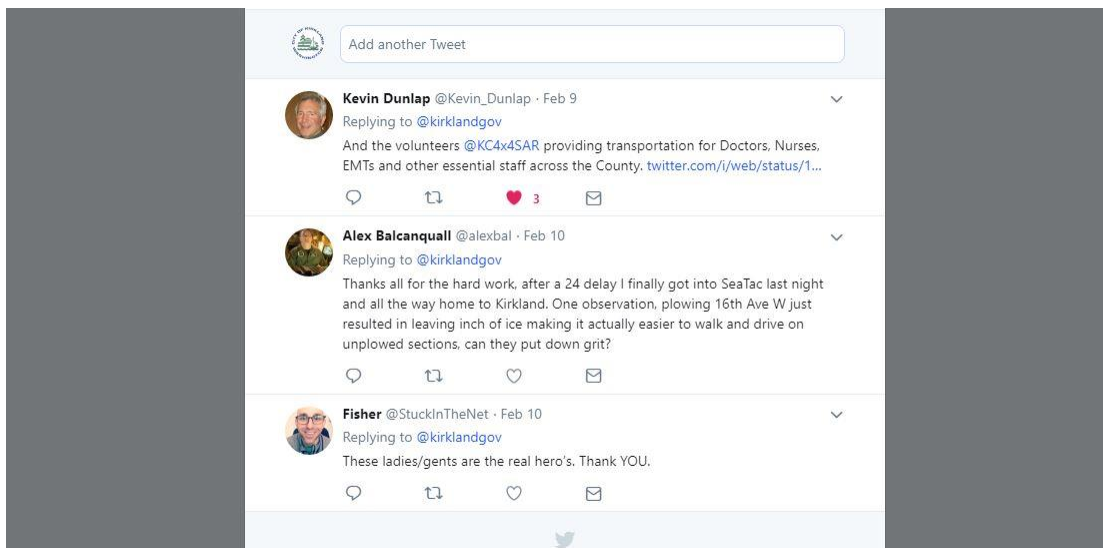 Add another Tweet
Kevin Dunlap @Kevin_Dunlap · Feb 9
Replying to @kirklandgov
And the volunteers @KC4x4SAR providing transportation for Doctors, Nurses,
EMTs and other essential staff across the County. twitter.com/i/web/status/1...
3
Alex Balcanquall @alexbal · Feb 10
Replying to @kirklandgov
Thanks all for the hard work, after a 24 delay I finally got into SeaTac last night
and all the way home to Kirkland. One observation, plowing 16th Ave W just
resulted in leaving inch of ice making it actually easier to walk and drive on
unplowed sections, can they put down grit?
Fisher @StuckInTheNet · Feb 10
Replying to @kirklandgov
These ladies/gents are the real hero's. Thank YOU.